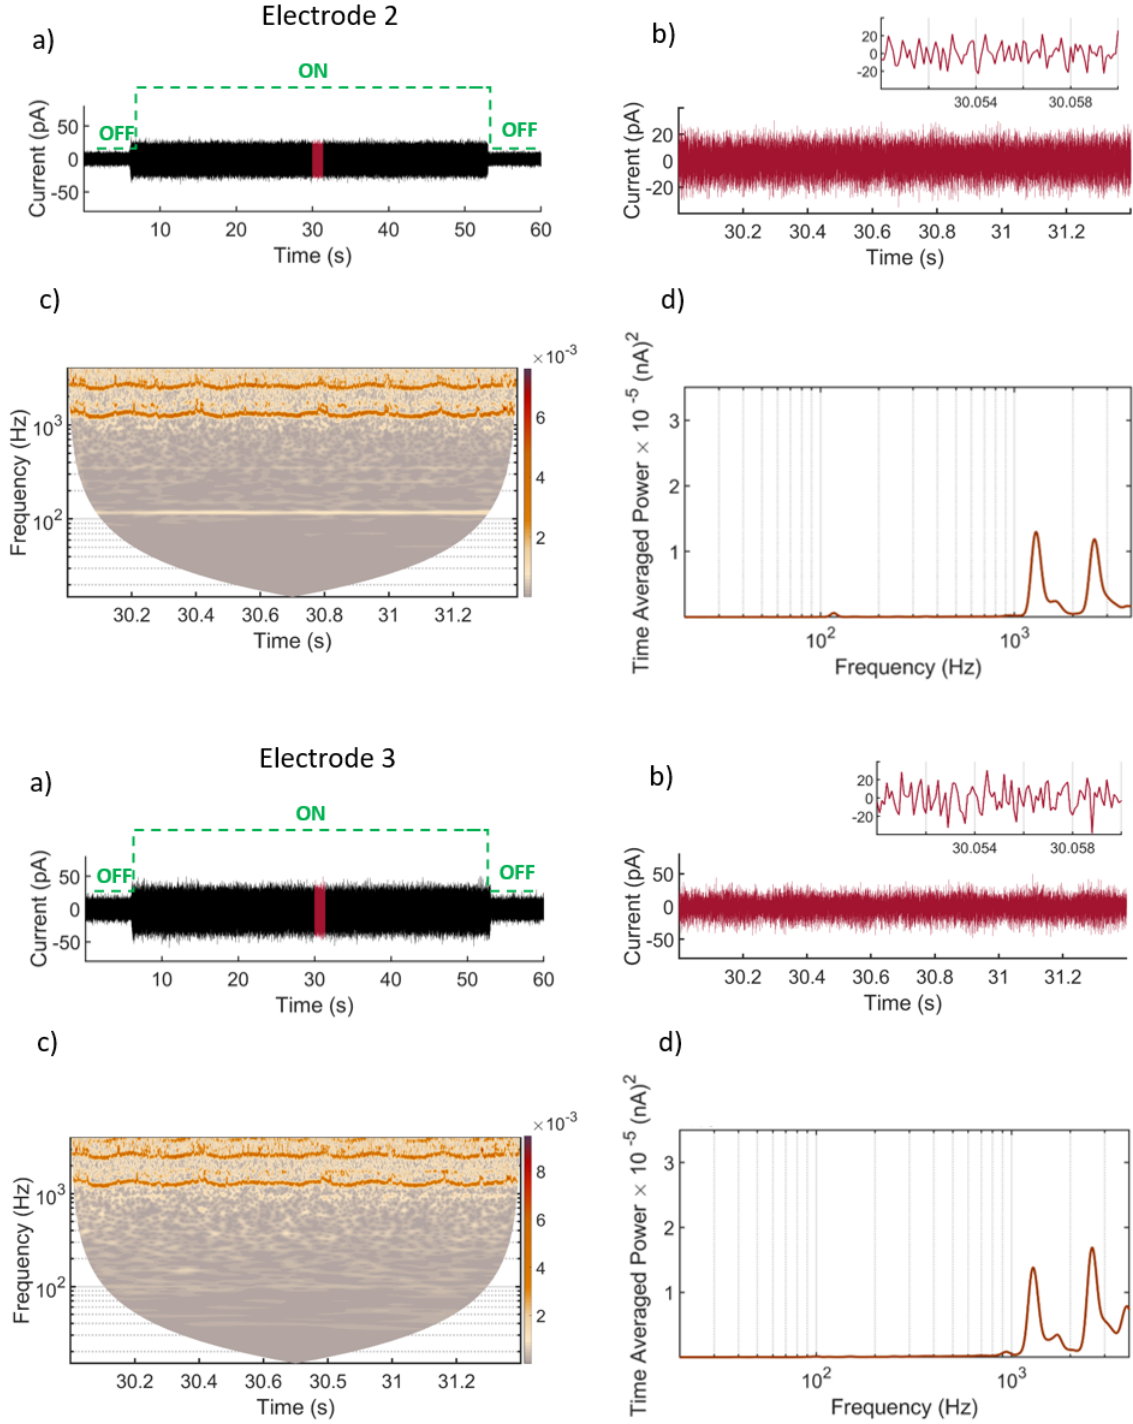 Electrode 2
a)
ON
OFF
OFF
Current (pA)
50
0
-50
10 20 30 40 50 60
Time (s)
b)
20
0
-20
30.054 30.058
Current (pA)
20
0
-20
30.2 30.4 30.6 30.8 31 31.2
Time (s)
c)
×10⁻³
Frequency (Hz)
10³
10²
6
4
2
30.2 30.4 30.6 30.8 31 31.2
Time (s)
d)
Time Averaged Power × 10 ⁻⁵ (nA)²
3
2
1
10² 10³
Frequency (Hz)
Electrode 3
a)
ON
OFF
OFF
Current (pA)
50
0
-50
10 20 30 40 50 60
Time (s)
b)
20
0
-20
30.054 30.058
Current (pA)
50
0
-50
30.2 30.4 30.6 30.8 31 31.2
Time (s)
c)
×10⁻³
Frequency (Hz)
10³
10²
8
6
4
2
30.2 30.4 30.6 30.5 31 31.2
Time (s)
d)
Time Averaged Power × 10 ⁻⁵ (nA)²
3
2
1
10² 10³
Frequency (Hz)